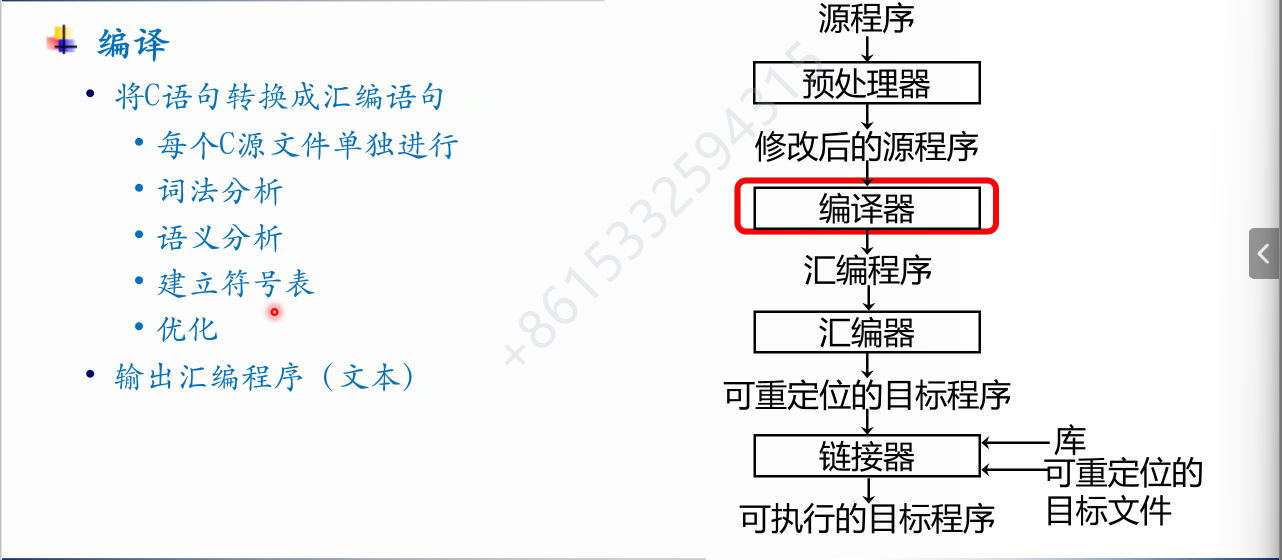 编译
将C语句转换成汇编语句
每个C源文件单独进行
词法分析
语义分析
建立符号表
优化
输出汇编程序（文本）
源程序
预处理器
修改后的源程序
编译器
汇编程序
汇编器
可重定位的目标程序
链接器
库
可重定位的
目标文件
可执行的目标程序
+8615332594315